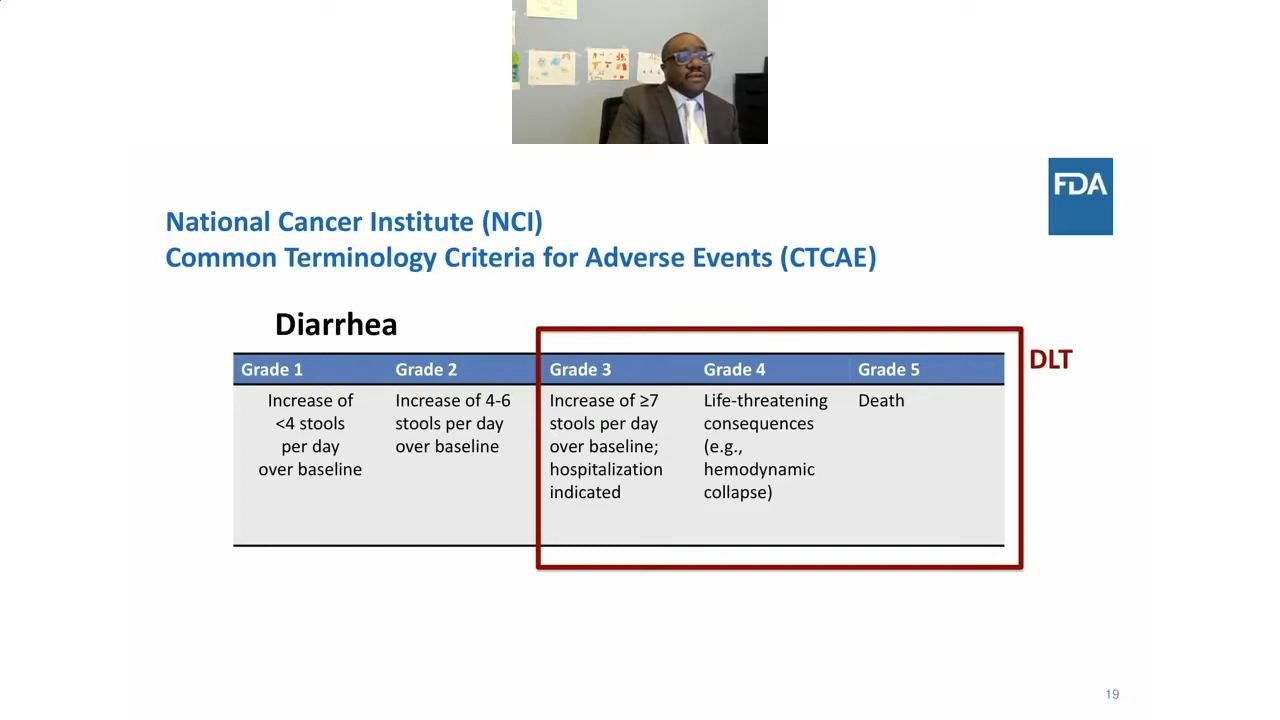 FDA
National Cancer Institute (NCI)
Common Terminology Criteria for Adverse Events (CTCAE)
Diarrhea
DLT
Grade 1
Grade 2
Grade 3
Grade 4
Grade 5
Increase of
<4 stools
per day
over baseline
Increase of 4-6
stools per day
over baseline
Increase of ≥7
stools per day
over baseline;
hospitalization
indicated
Life-threatening
consequences
(e.g.,
hemodynamic
collapse)
Death
19